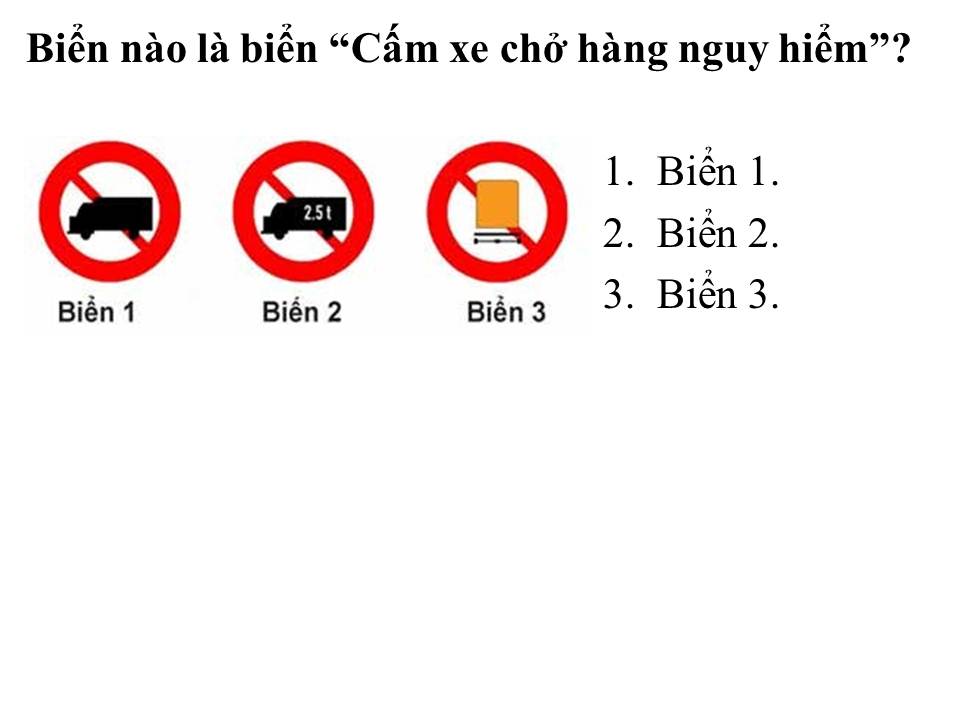 Biển nào là biển “Cấm xe chở hàng nguy hiểm”?
2.5 t
Biển 1
Biến 2
Biển 3
1. Biển 1.
2. Biển 2.
3. Biển 3.